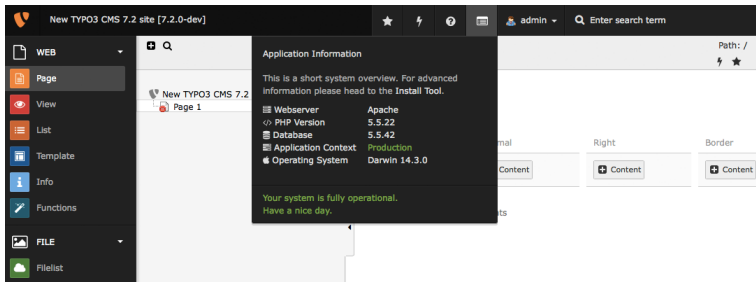 New TYPO3 CMS 7.2 site [7.2.0-dev]
admin
Enter search term
WEB
Page
View
List
Template
Info
Functions
FILE
Filelist
New TYPO3 CMS 7.2
Page 1
Application Information
This is a short system overview. For advanced
information please head to the Install Tool.
Webserver Apache
PHP Version 5.5.22
Database 5.5.42
Application Context Production
Operating System Darwin 14.3.0
Your system is fully operational.
Have a nice day.
Path: /
Right
Border
Content
Content
Content